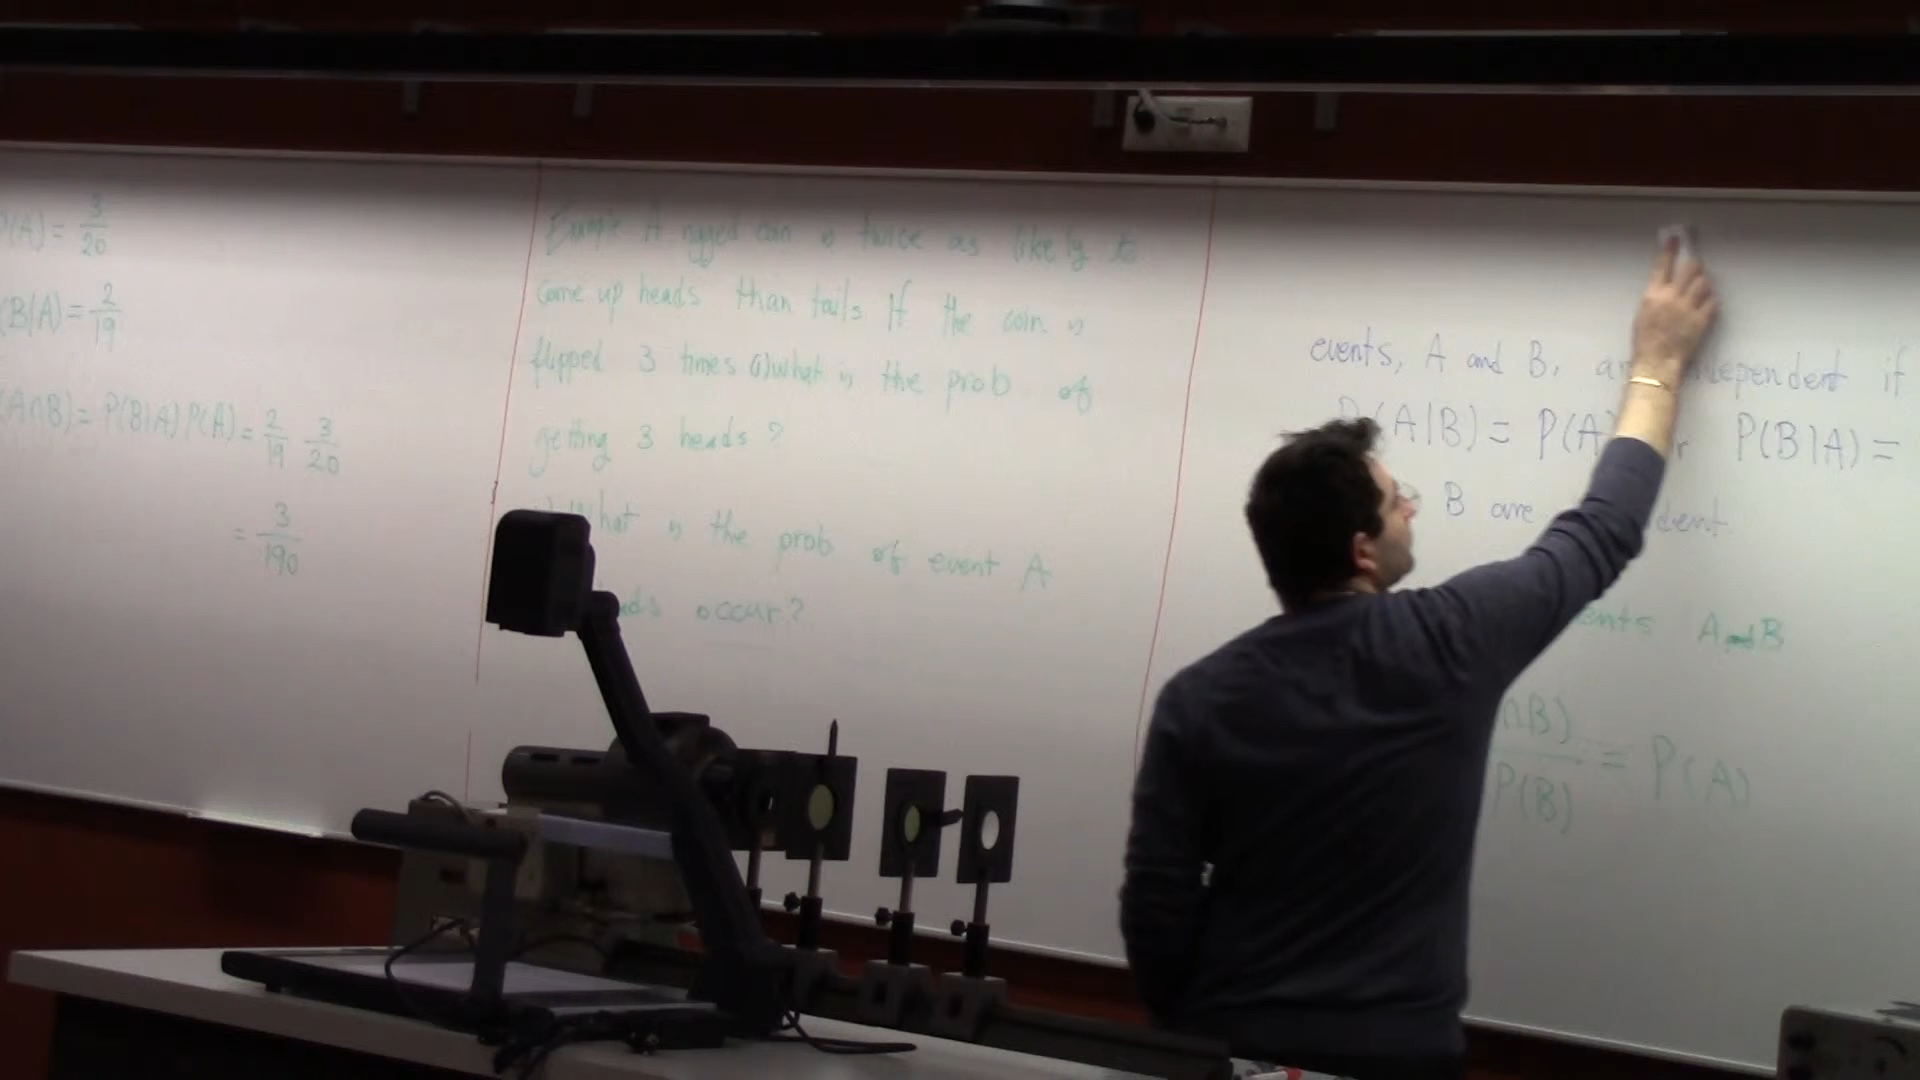 P(A) = 3/20
(B|A) = 2/19
(A∩B) = P(B|A) P(A) = 2/19 3/20
= 3/190
Example A rigged coin is twice as likely to
come up heads than tails If the coin is
flipped 3 times (i) what is the prob of
getting 3 heads?
What is the prob of event A
occur?
events, A and B, are independent if
P(A|B) = P(A) or P(B|A) =
B are
A and B
∩B)
P(B) = P(A)